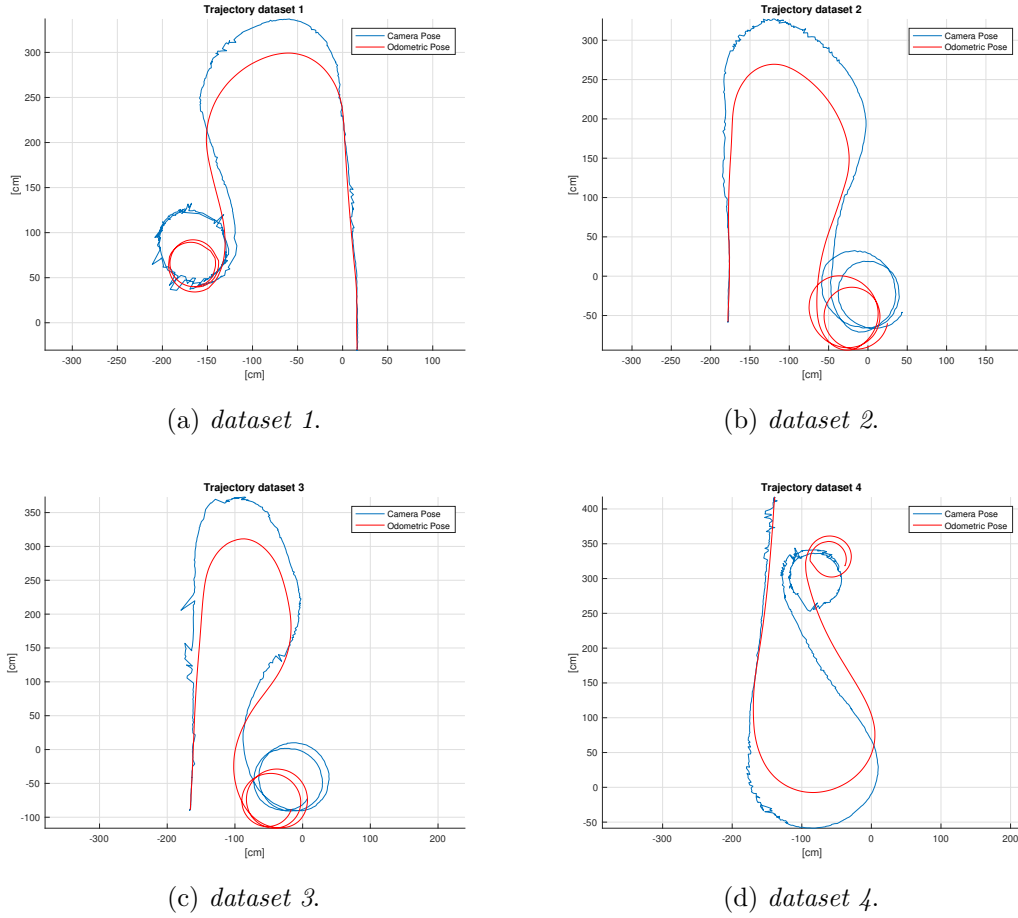 Trajectory dataset 1
Camera Pose
Odometric Pose
300
250
200
150
100
50
0
[cm]
-300 -250 -200 -150 -100 -50 0 50 100
[cm]
(a) dataset 1.
Trajectory dataset 2
Camera Pose
Odometric Pose
300
250
200
150
100
50
0
-50
[cm]
-300 -250 -200 -150 -100 -50 0 50 100 150
[cm]
(b) dataset 2.
Trajectory dataset 3
Camera Pose
Odometric Pose
350
300
250
200
150
100
50
0
-50
-100
[cm]
-300 -200 -100 0 100 200
[cm]
(c) dataset 3.
Trajectory dataset 4
Camera Pose
Odometric Pose
400
350
300
250
200
150
100
50
0
-50
[cm]
-300 -200 -100 0 100 200
[cm]
(d) dataset 4.